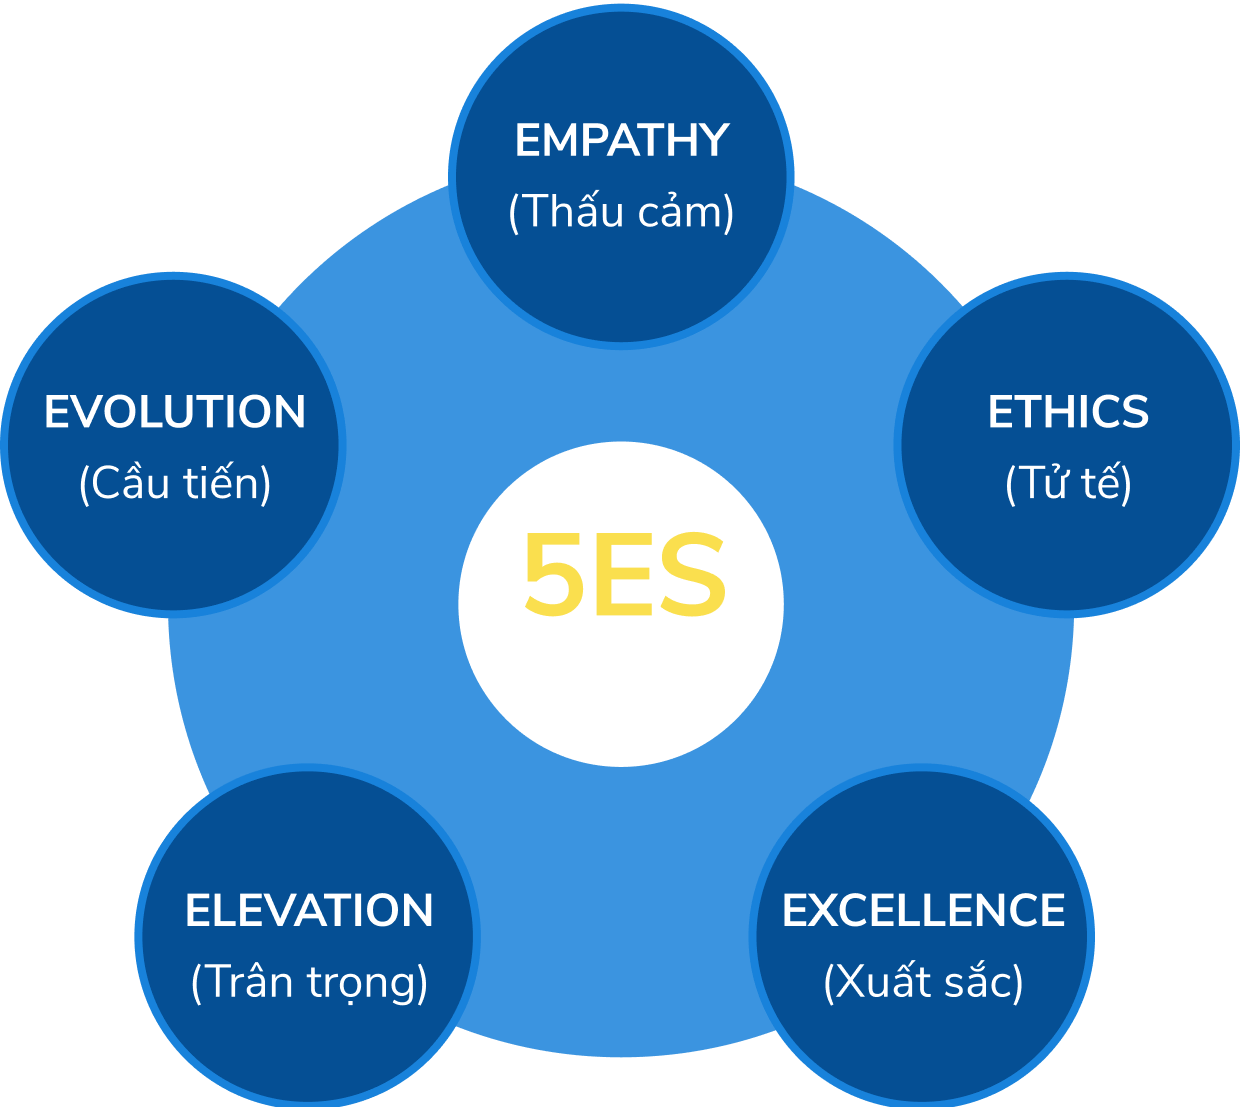 EMPATHY
(Thấu cảm)
EVOLUTION
(Cầu tiến)
ETHICS
(Tử tế)
5ES
ELEVATION
(Trân trọng)
EXCELLENCE
(Xuất sắc)